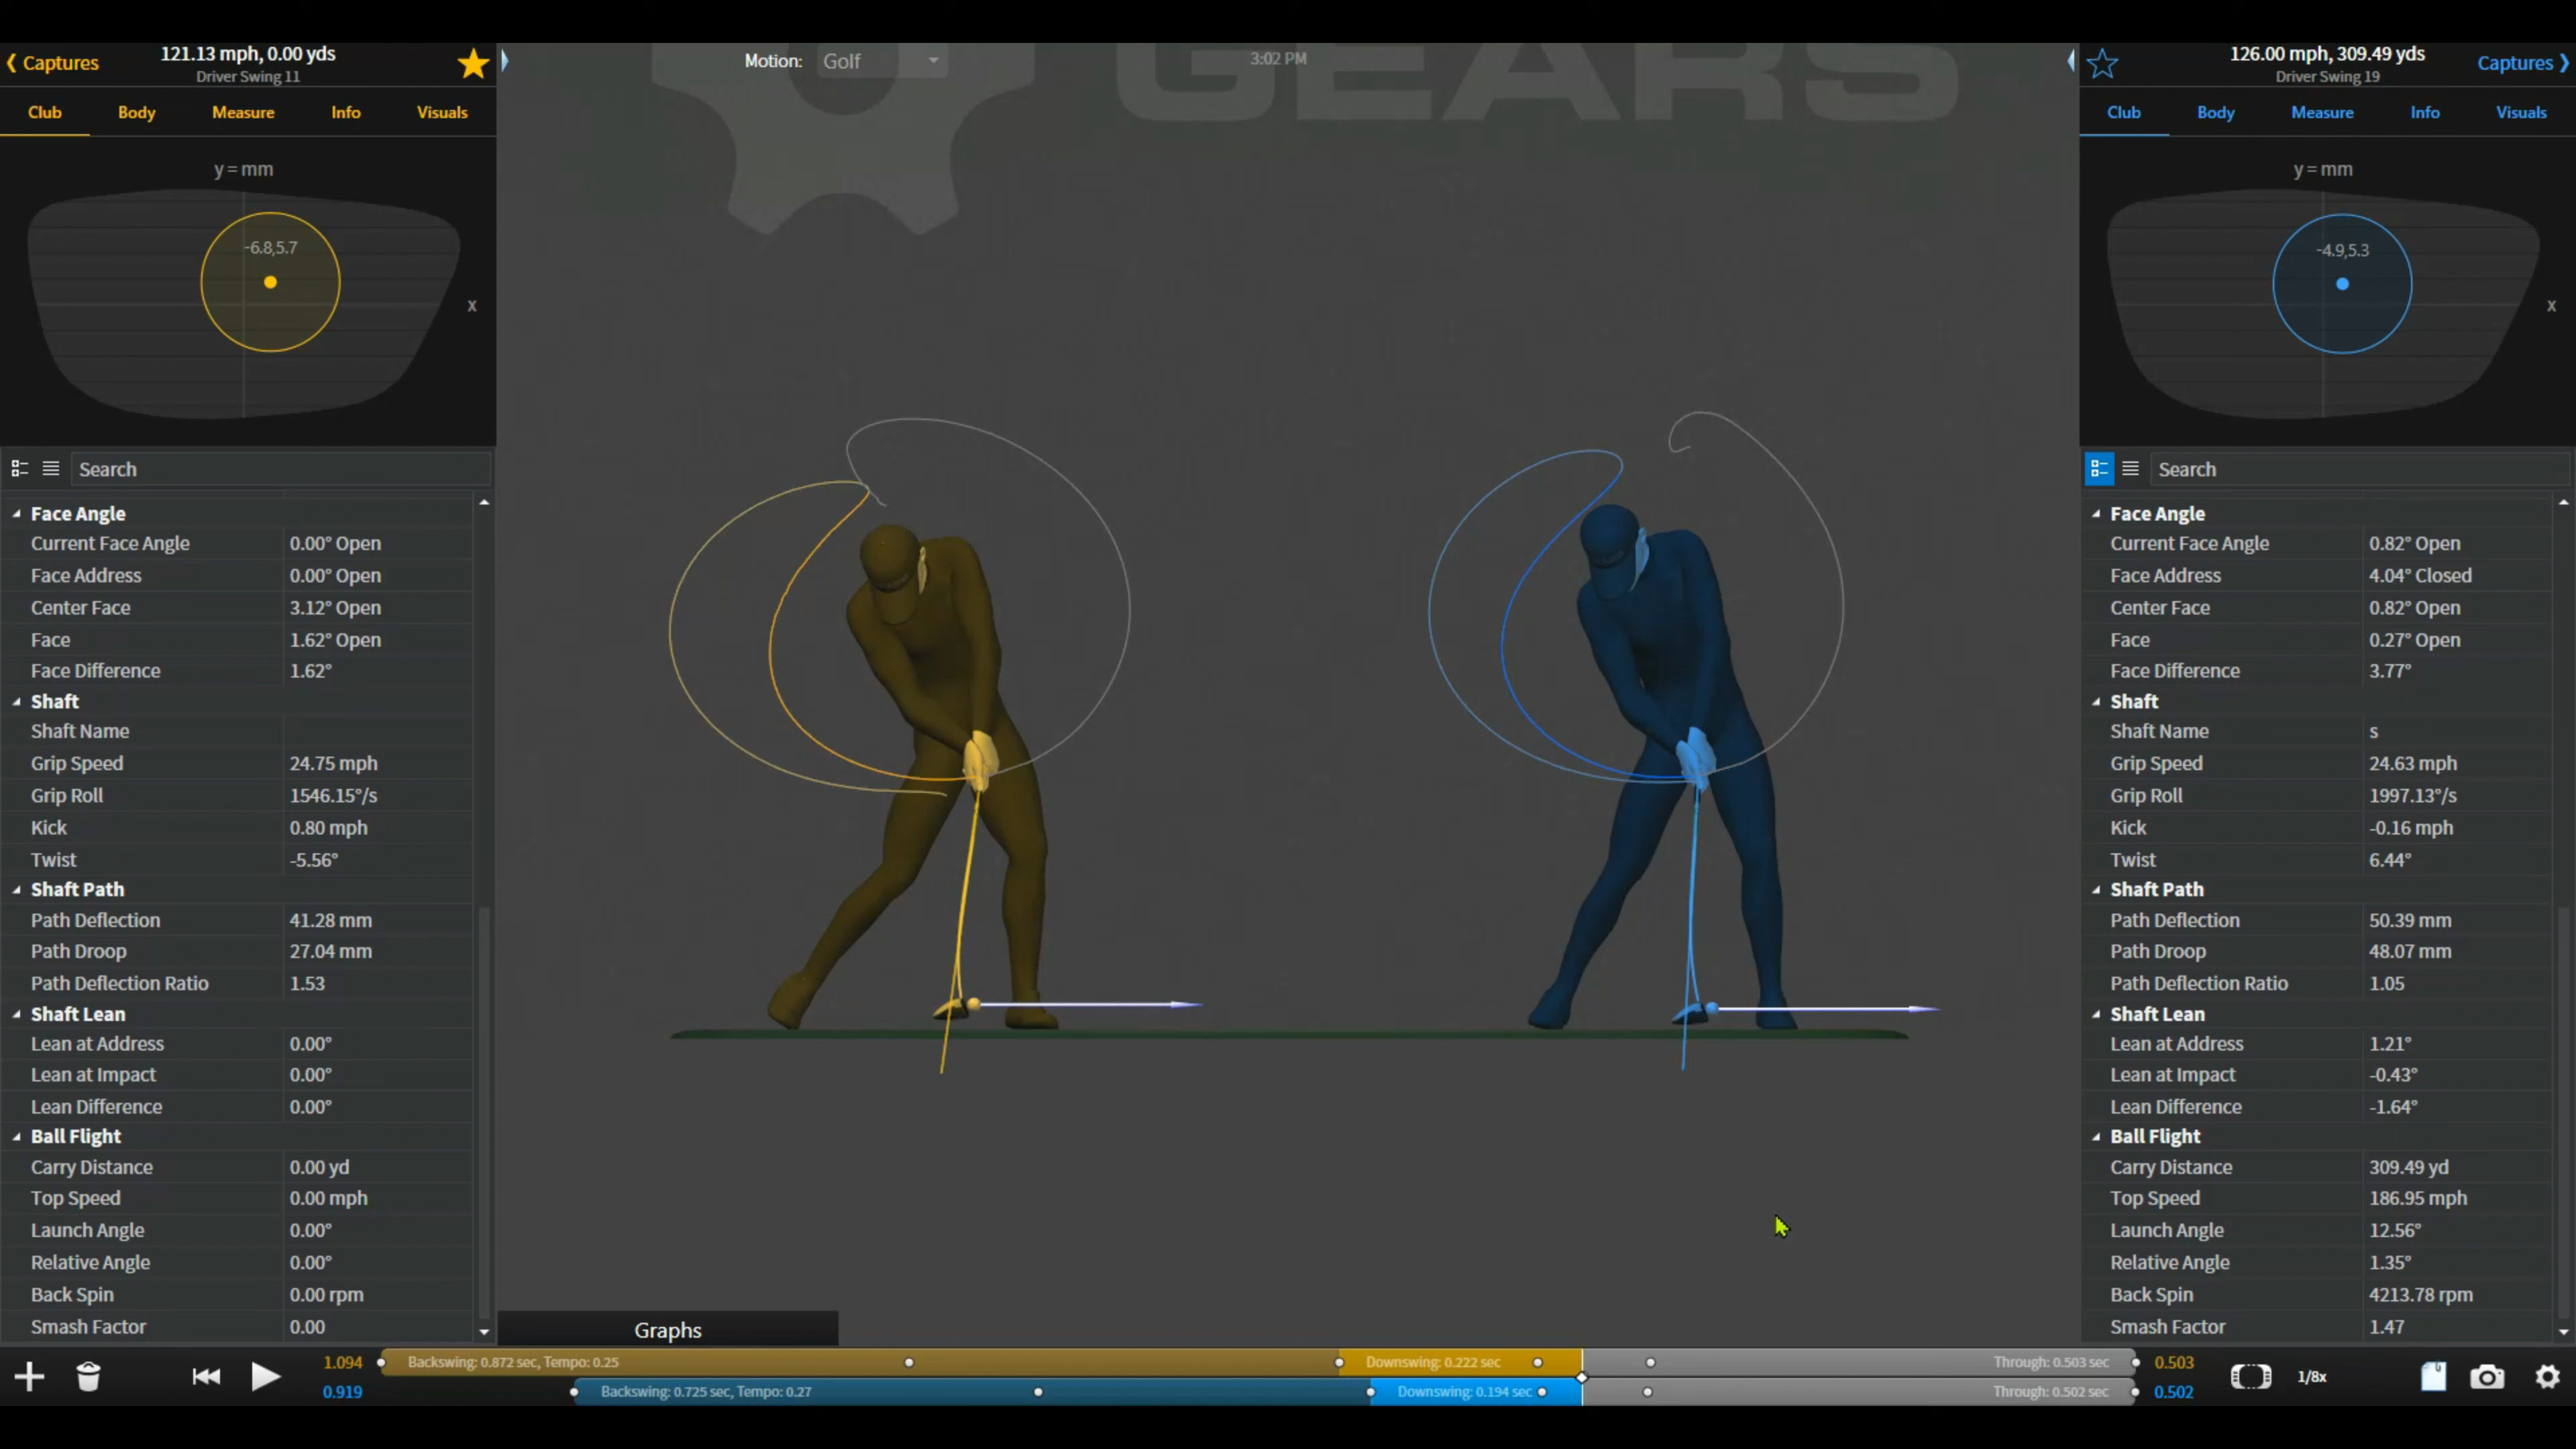 Captures
121.13 mph, 0.00 yds
Driver Swing 11
Club Body Measure Info Visuals
y = mm
-6.8,5.7
x
Search
Face Angle
Current Face Angle 0.00° Open
Face Address 0.00° Open
Center Face 3.12° Open
Face 1.62° Open
Face Difference 1.62°
Shaft
Shaft Name
Grip Speed 24.75 mph
Grip Roll 1546.15°/s
Kick 0.80 mph
Twist -5.56°
Shaft Path
Path Deflection 41.28 mm
Path Droop 27.04 mm
Path Deflection Ratio 1.53
Shaft Lean
Lean at Address 0.00°
Lean at Impact 0.00°
Lean Difference 0.00°
Ball Flight
Carry Distance 0.00 yd
Top Speed 0.00 mph
Launch Angle 0.00°
Relative Angle 0.00°
Back Spin 0.00 rpm
Smash Factor 0.00
Motion: Golf
3:02 PM
GEARS
Graphs
126.00 mph, 309.49 yds
Driver Swing 19
Captures
Club Body Measure Info Visuals
y = mm
-4.9,5.3
x
Search
Face Angle
Current Face Angle 0.82° Open
Face Address 4.04° Closed
Center Face 0.82° Open
Face 0.27° Open
Face Difference 3.77°
Shaft
Shaft Name s
Grip Speed 24.63 mph
Grip Roll 1997.13°/s
Kick -0.16 mph
Twist 6.44°
Shaft Path
Path Deflection 50.39 mm
Path Droop 48.07 mm
Path Deflection Ratio 1.05
Shaft Lean
Lean at Address 1.21°
Lean at Impact -0.43°
Lean Difference -1.64°
Ball Flight
Carry Distance 309.49 yd
Top Speed 186.95 mph
Launch Angle 12.56°
Relative Angle 1.35°
Back Spin 4213.78 rpm
Smash Factor 1.47
1.094 Backswing: 0.872 sec, Tempo: 0.25 Downswing: 0.222 sec Through: 0.503 sec 0.503
0.919 Backswing: 0.725 sec, Tempo: 0.27 Downswing: 0.194 sec Through: 0.502 sec 0.502
1/8x